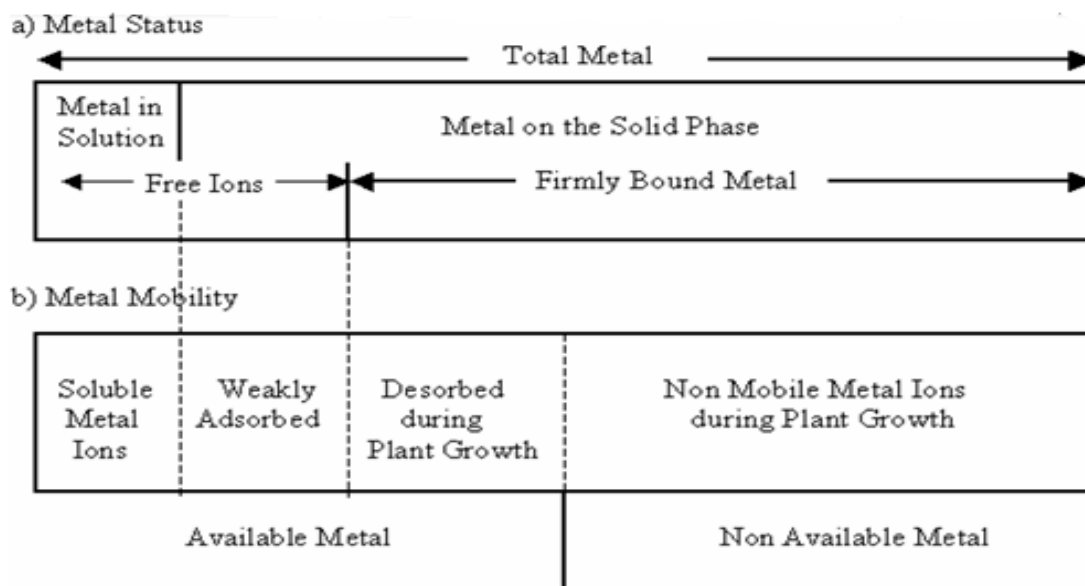 a) Metal Status
Total Metal
Metal in
Solution
Metal on the Solid Phase
Free Ions
Firmly Bound Metal
b) Metal Mobility
Soluble
Metal
Ions
Weakly
Adsorbed
Desorbed
during
Plant Growth
Non Mobile Metal Ions
during Plant Growth
Available Metal
Non Available Metal